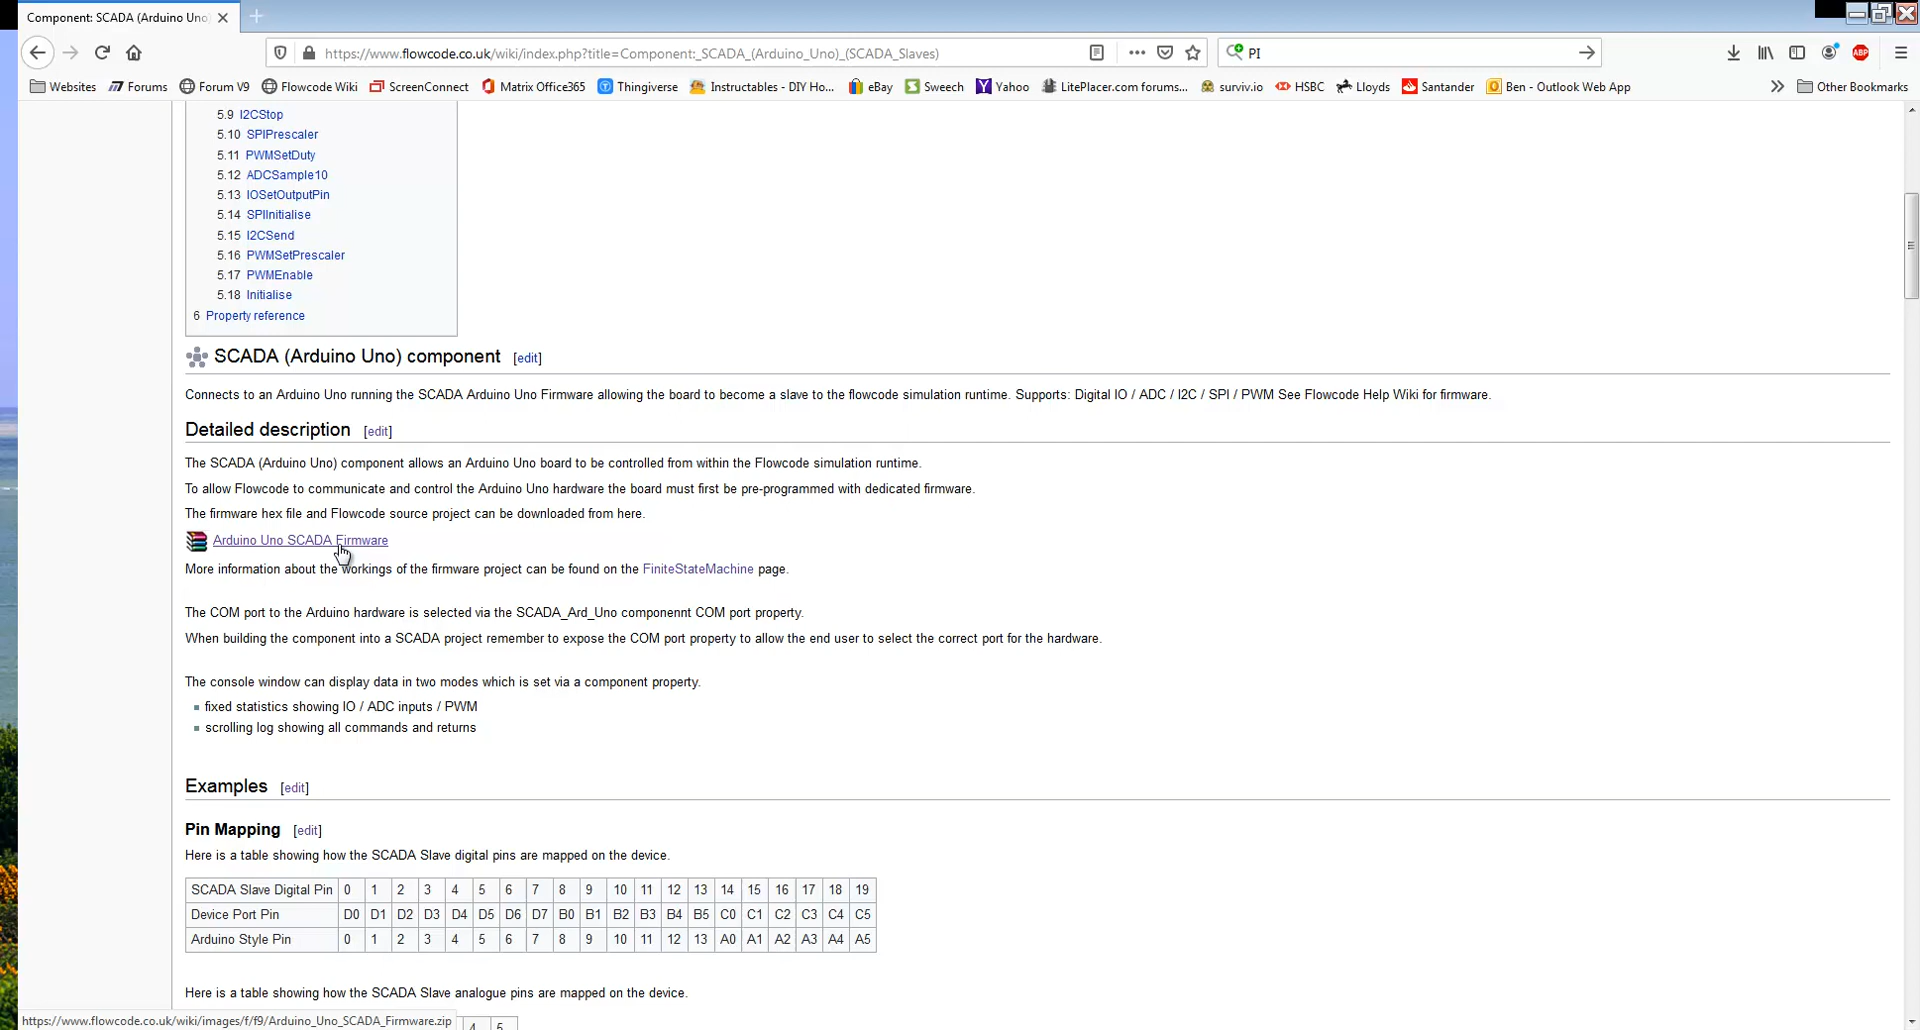 Component: SCADA (Arduino Uno)
https://www.flowcode.co.uk/wiki/index.php?title=Component:_SCADA_(Arduino_Uno)_(SCADA_Slaves)
PI
Websites Forums Forum V9 Flowcode Wiki ScreenConnect Matrix Office365 Thingiverse Instructables - DIY Ho... eBay Sweech Yahoo LitePlacer.com forums... surviv.io HSBC Lloyds Santander Ben - Outlook Web App Other Bookmarks
5.9 I2CStop
5.10 SPIPrescaler
5.11 PWMSetDuty
5.12 ADCSample10
5.13 IOSetOutputPin
5.14 SPIInitialise
5.15 I2CSend
5.16 PWMSetPrescaler
5.17 PWMEnable
5.18 Initialise
6 Property reference
SCADA (Arduino Uno) component [edit]
Connects to an Arduino Uno running the SCADA Arduino Uno Firmware allowing the board to become a slave to the flowcode simulation runtime. Supports: Digital IO / ADC / I2C / SPI / PWM See Flowcode Help Wiki for firmware.
Detailed description [edit]
The SCADA (Arduino Uno) component allows an Arduino Uno board to be controlled from within the Flowcode simulation runtime.
To allow Flowcode to communicate and control the Arduino Uno hardware the board must first be pre-programmed with dedicated firmware.
The firmware hex file and Flowcode source project can be downloaded from here.
Arduino Uno SCADA Firmware
More information about the workings of the firmware project can be found on the FiniteStateMachine page.
The COM port to the Arduino hardware is selected via the SCADA_Ard_Uno componennt COM port property.
When building the component into a SCADA project remember to expose the COM port property to allow the end user to select the correct port for the hardware.
The console window can display data in two modes which is set via a component property.
fixed statistics showing IO / ADC inputs / PWM
scrolling log showing all commands and returns
Examples [edit]
Pin Mapping [edit]
Here is a table showing how the SCADA Slave digital pins are mapped on the device.
SCADA Slave Digital Pin 0 1 2 3 4 5 6 7 8 9 10 11 12 13 14 15 16 17 18 19
Device Port Pin D0 D1 D2 D3 D4 D5 D6 D7 B0 B1 B2 B3 B4 B5 C0 C1 C2 C3 C4 C5
Arduino Style Pin 0 1 2 3 4 5 6 7 8 9 10 11 12 13 A0 A1 A2 A3 A4 A5
Here is a table showing how the SCADA Slave analogue pins are mapped on the device.
https://www.flowcode.co.uk/wiki/images/f/f9/Arduino_Uno_SCADA_Firmware.zip 4 5